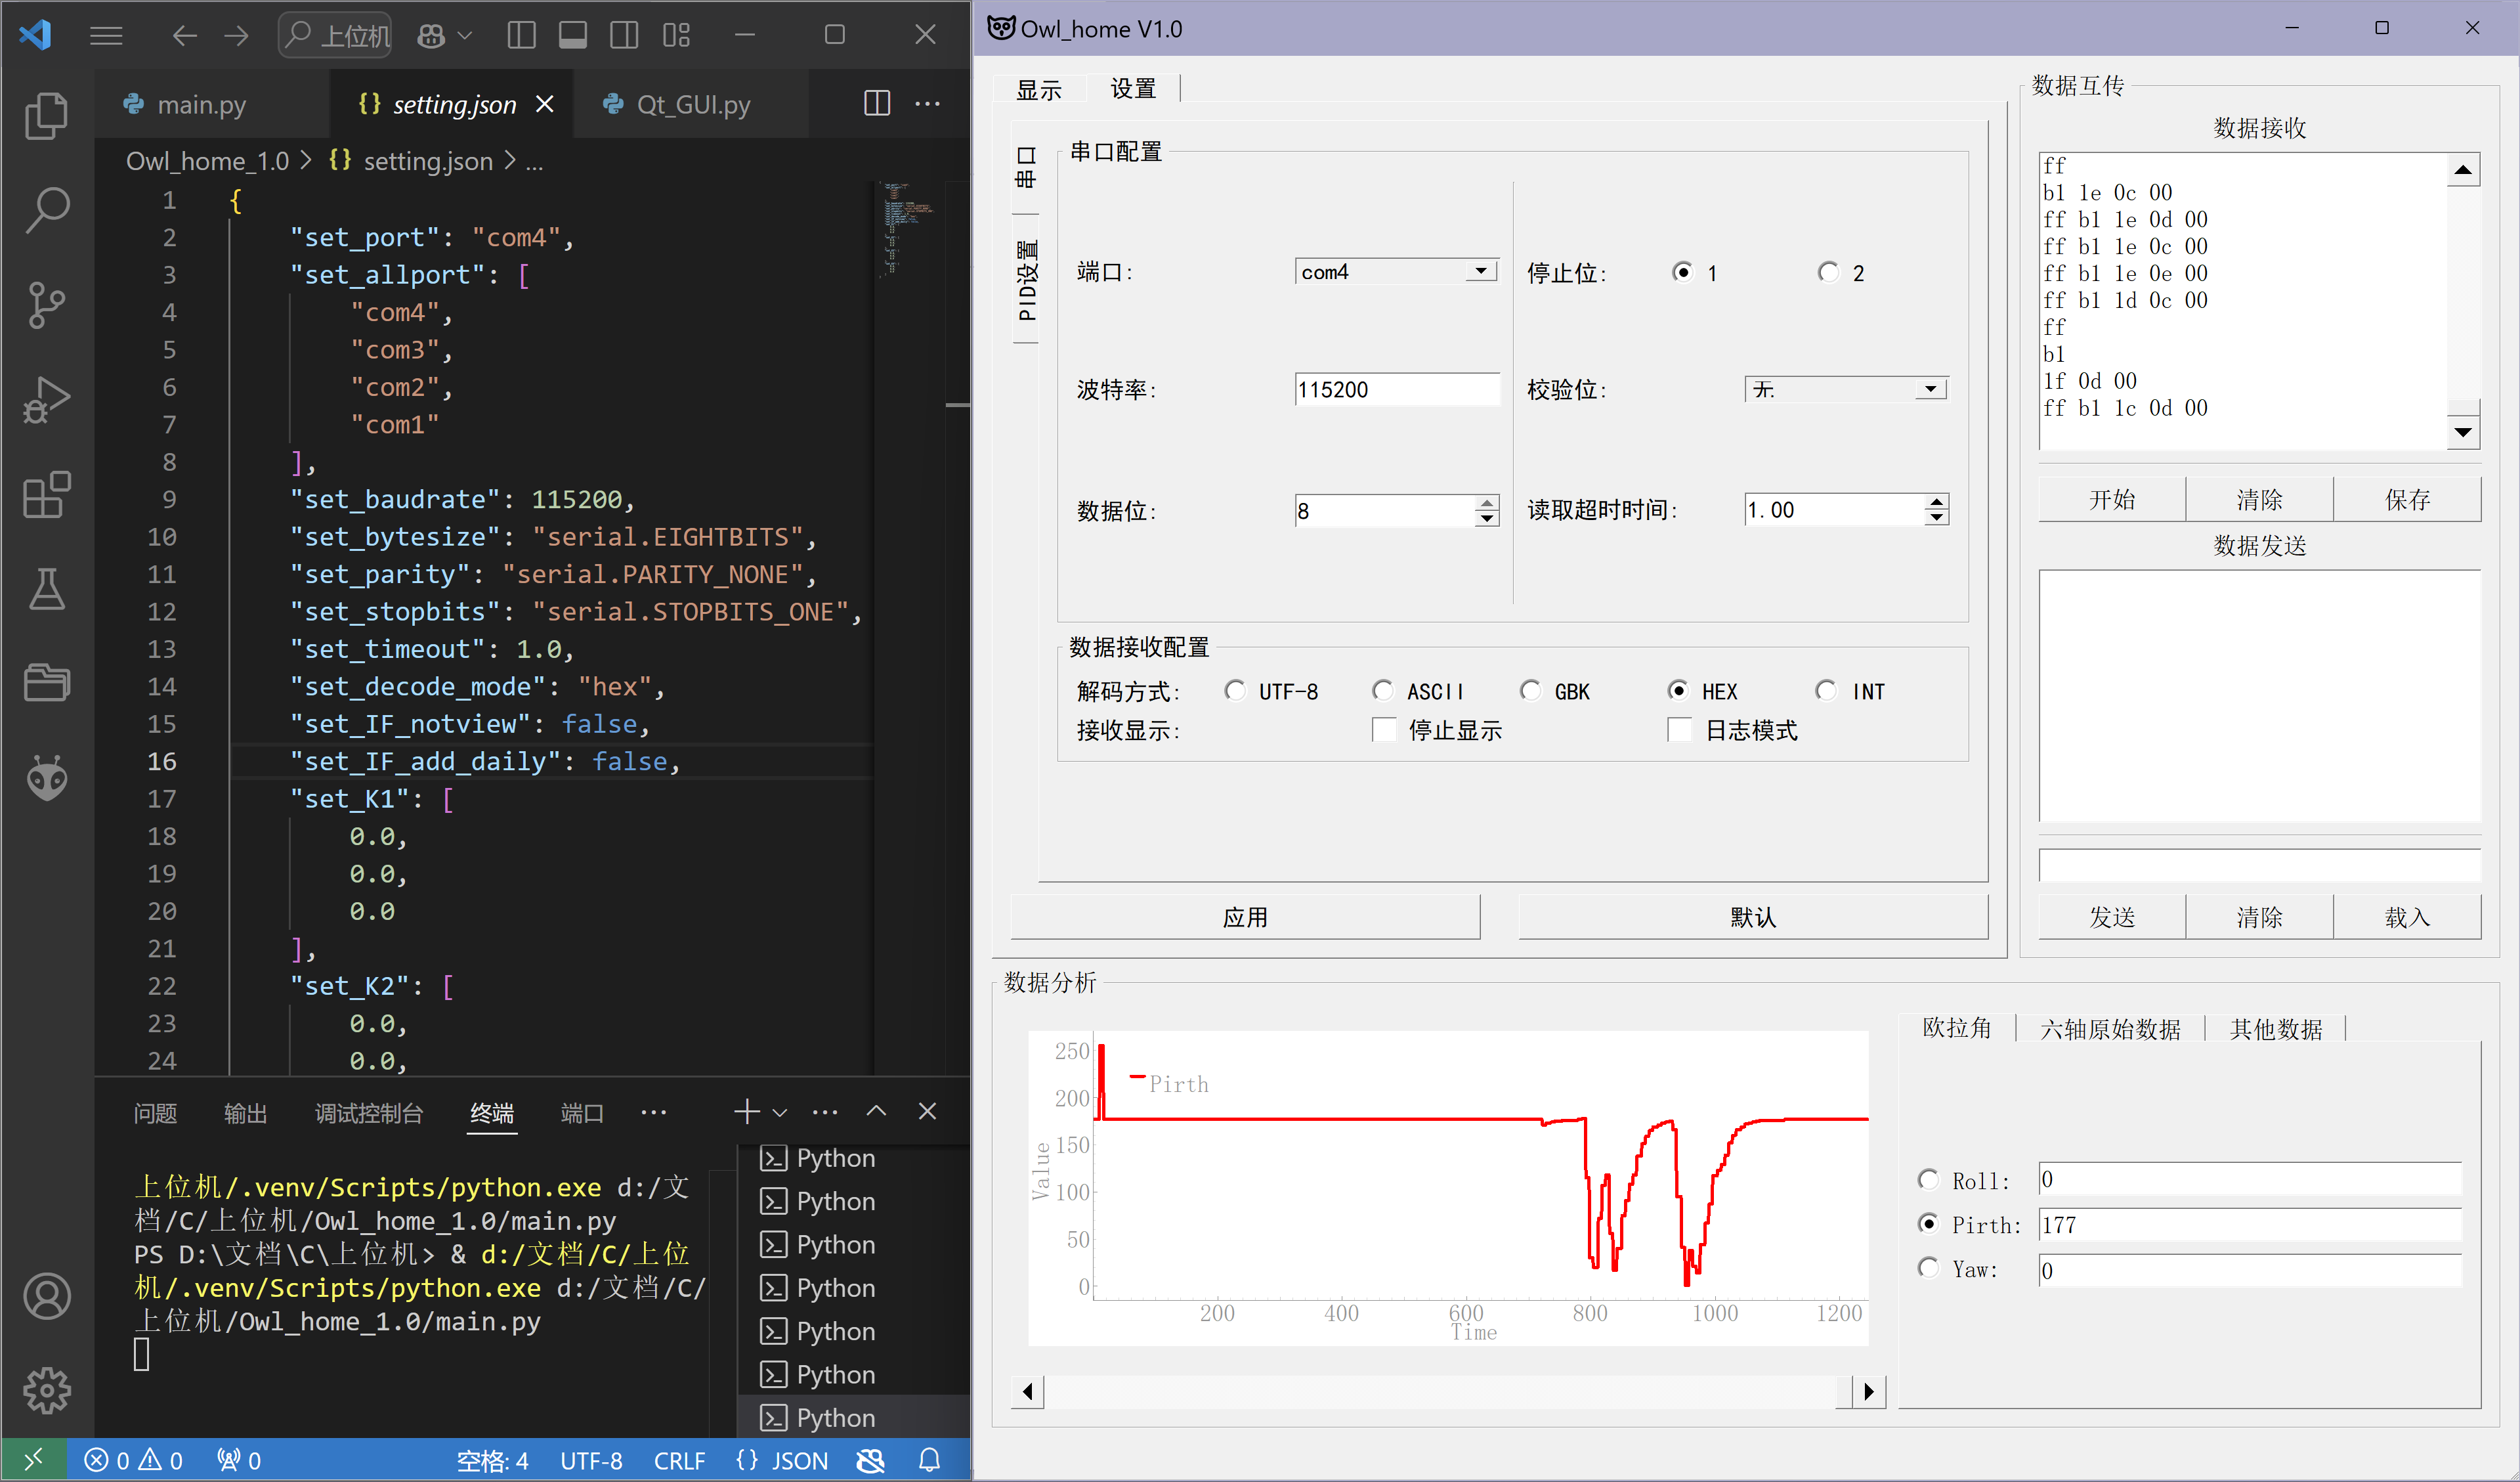 上位机
main.py
setting.json
Qt_GUI.py
Owl_home_1.0 > {} setting.json > ...
1 {
2 "set_port": "com4",
3 "set_allport": [
4 "com4",
5 "com3",
6 "com2",
7 "com1"
8 ],
9 "set_baudrate": 115200,
10 "set_bytesize": "serial.EIGHTBITS",
11 "set_parity": "serial.PARITY_NONE",
12 "set_stopbits": "serial.STOPBITS_ONE",
13 "set_timeout": 1.0,
14 "set_decode_mode": "hex",
15 "set_IF_notview": false,
16 "set_IF_add_daily": false,
17 "set_K1": [
18 0.0,
19 0.0,
20 0.0
21 ],
22 "set_K2": [
23 0.0,
24 0.0,
问题 输出 调试控制台 终端 端口
上位机/.venv/Scripts/python.exe d:/文
档/C/上位机/Owl_home_1.0/main.py
PS D:\文档\C\上位机> & d:/文档/C/上位
机/.venv/Scripts/python.exe d:/文档/C/
上位机/Owl_home_1.0/main.py
Python
Python
Python
Python
Python
Python
Python
0 0 0 空格: 4 UTF-8 CRLF {} JSON
Owl_home V1.0
显示 设置
串口
PID设置
串口配置
端口: com4
停止位: 1 2
波特率: 115200
校验位: 无.
数据位: 8
读取超时时间: 1.00
数据接收配置
解码方式: UTF-8 ASCII GBK HEX INT
接收显示: 停止显示 日志模式
应用 默认
数据互传
数据接收
ff
b1 1e 0c 00
ff b1 1e 0d 00
ff b1 1e 0c 00
ff b1 1e 0e 00
ff b1 1d 0c 00
ff
b1
1f 0d 00
ff b1 1c 0d 00
开始 清除 保存
数据发送
发送 清除 载入
数据分析
250
200
150
100
50
0
Value
Pirth
200 400 600 800 1000 1200
Time
欧拉角 六轴原始数据 其他数据
Roll: 0
Pirth: 177
Yaw: 0